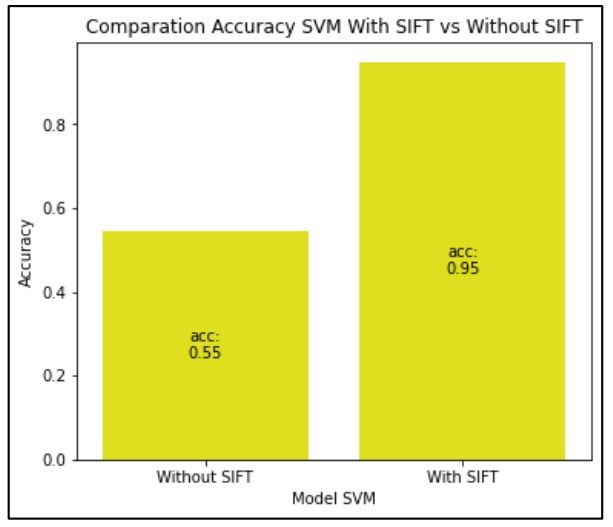 Comparation Accuracy SVM With SIFT vs Without SIFT
0.8
0.6
0.4
0.2
0.0
Accuracy
acc:
0.55
acc:
0.95
Without SIFT
With SIFT
Model SVM